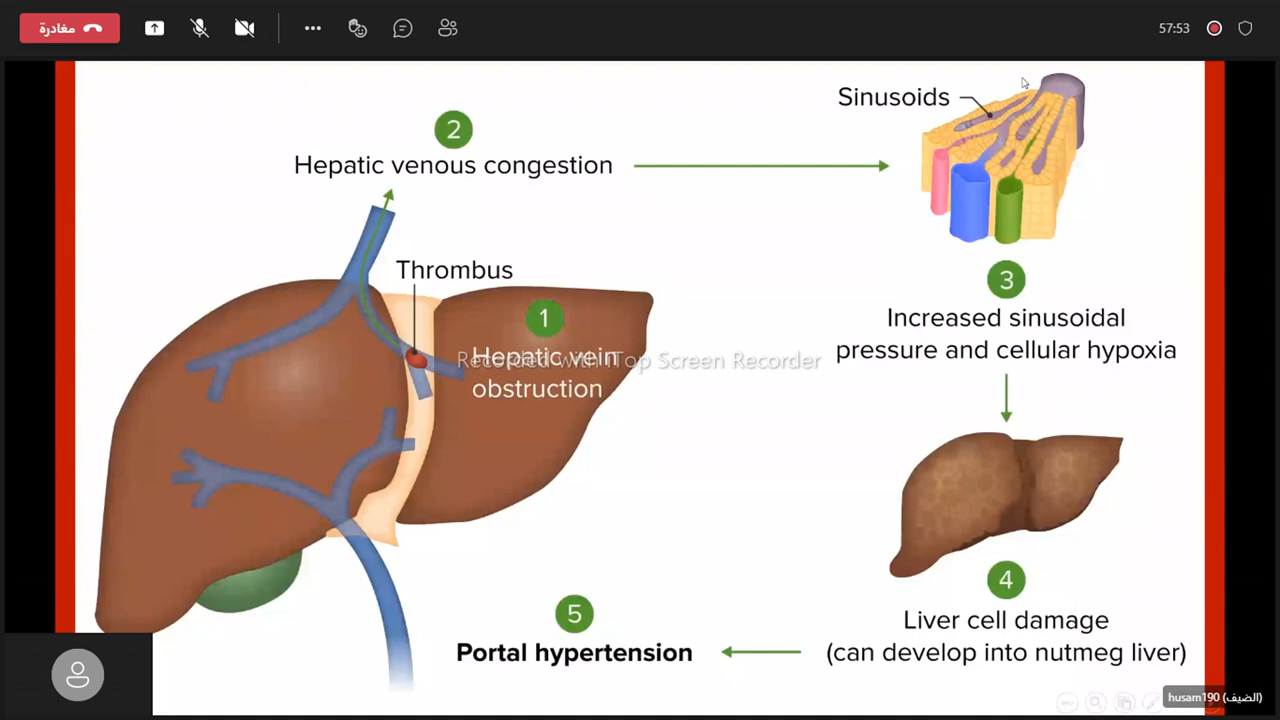 مغادرة
57:53
Sinusoids
2
Hepatic venous congestion
Thrombus
1
Hepatic vein
obstruction
Recorded with iTop Screen Recorder
3
Increased sinusoidal
pressure and cellular hypoxia
4
Liver cell damage
(can develop into nutmeg liver)
5
Portal hypertension
husam190 (الضيف)